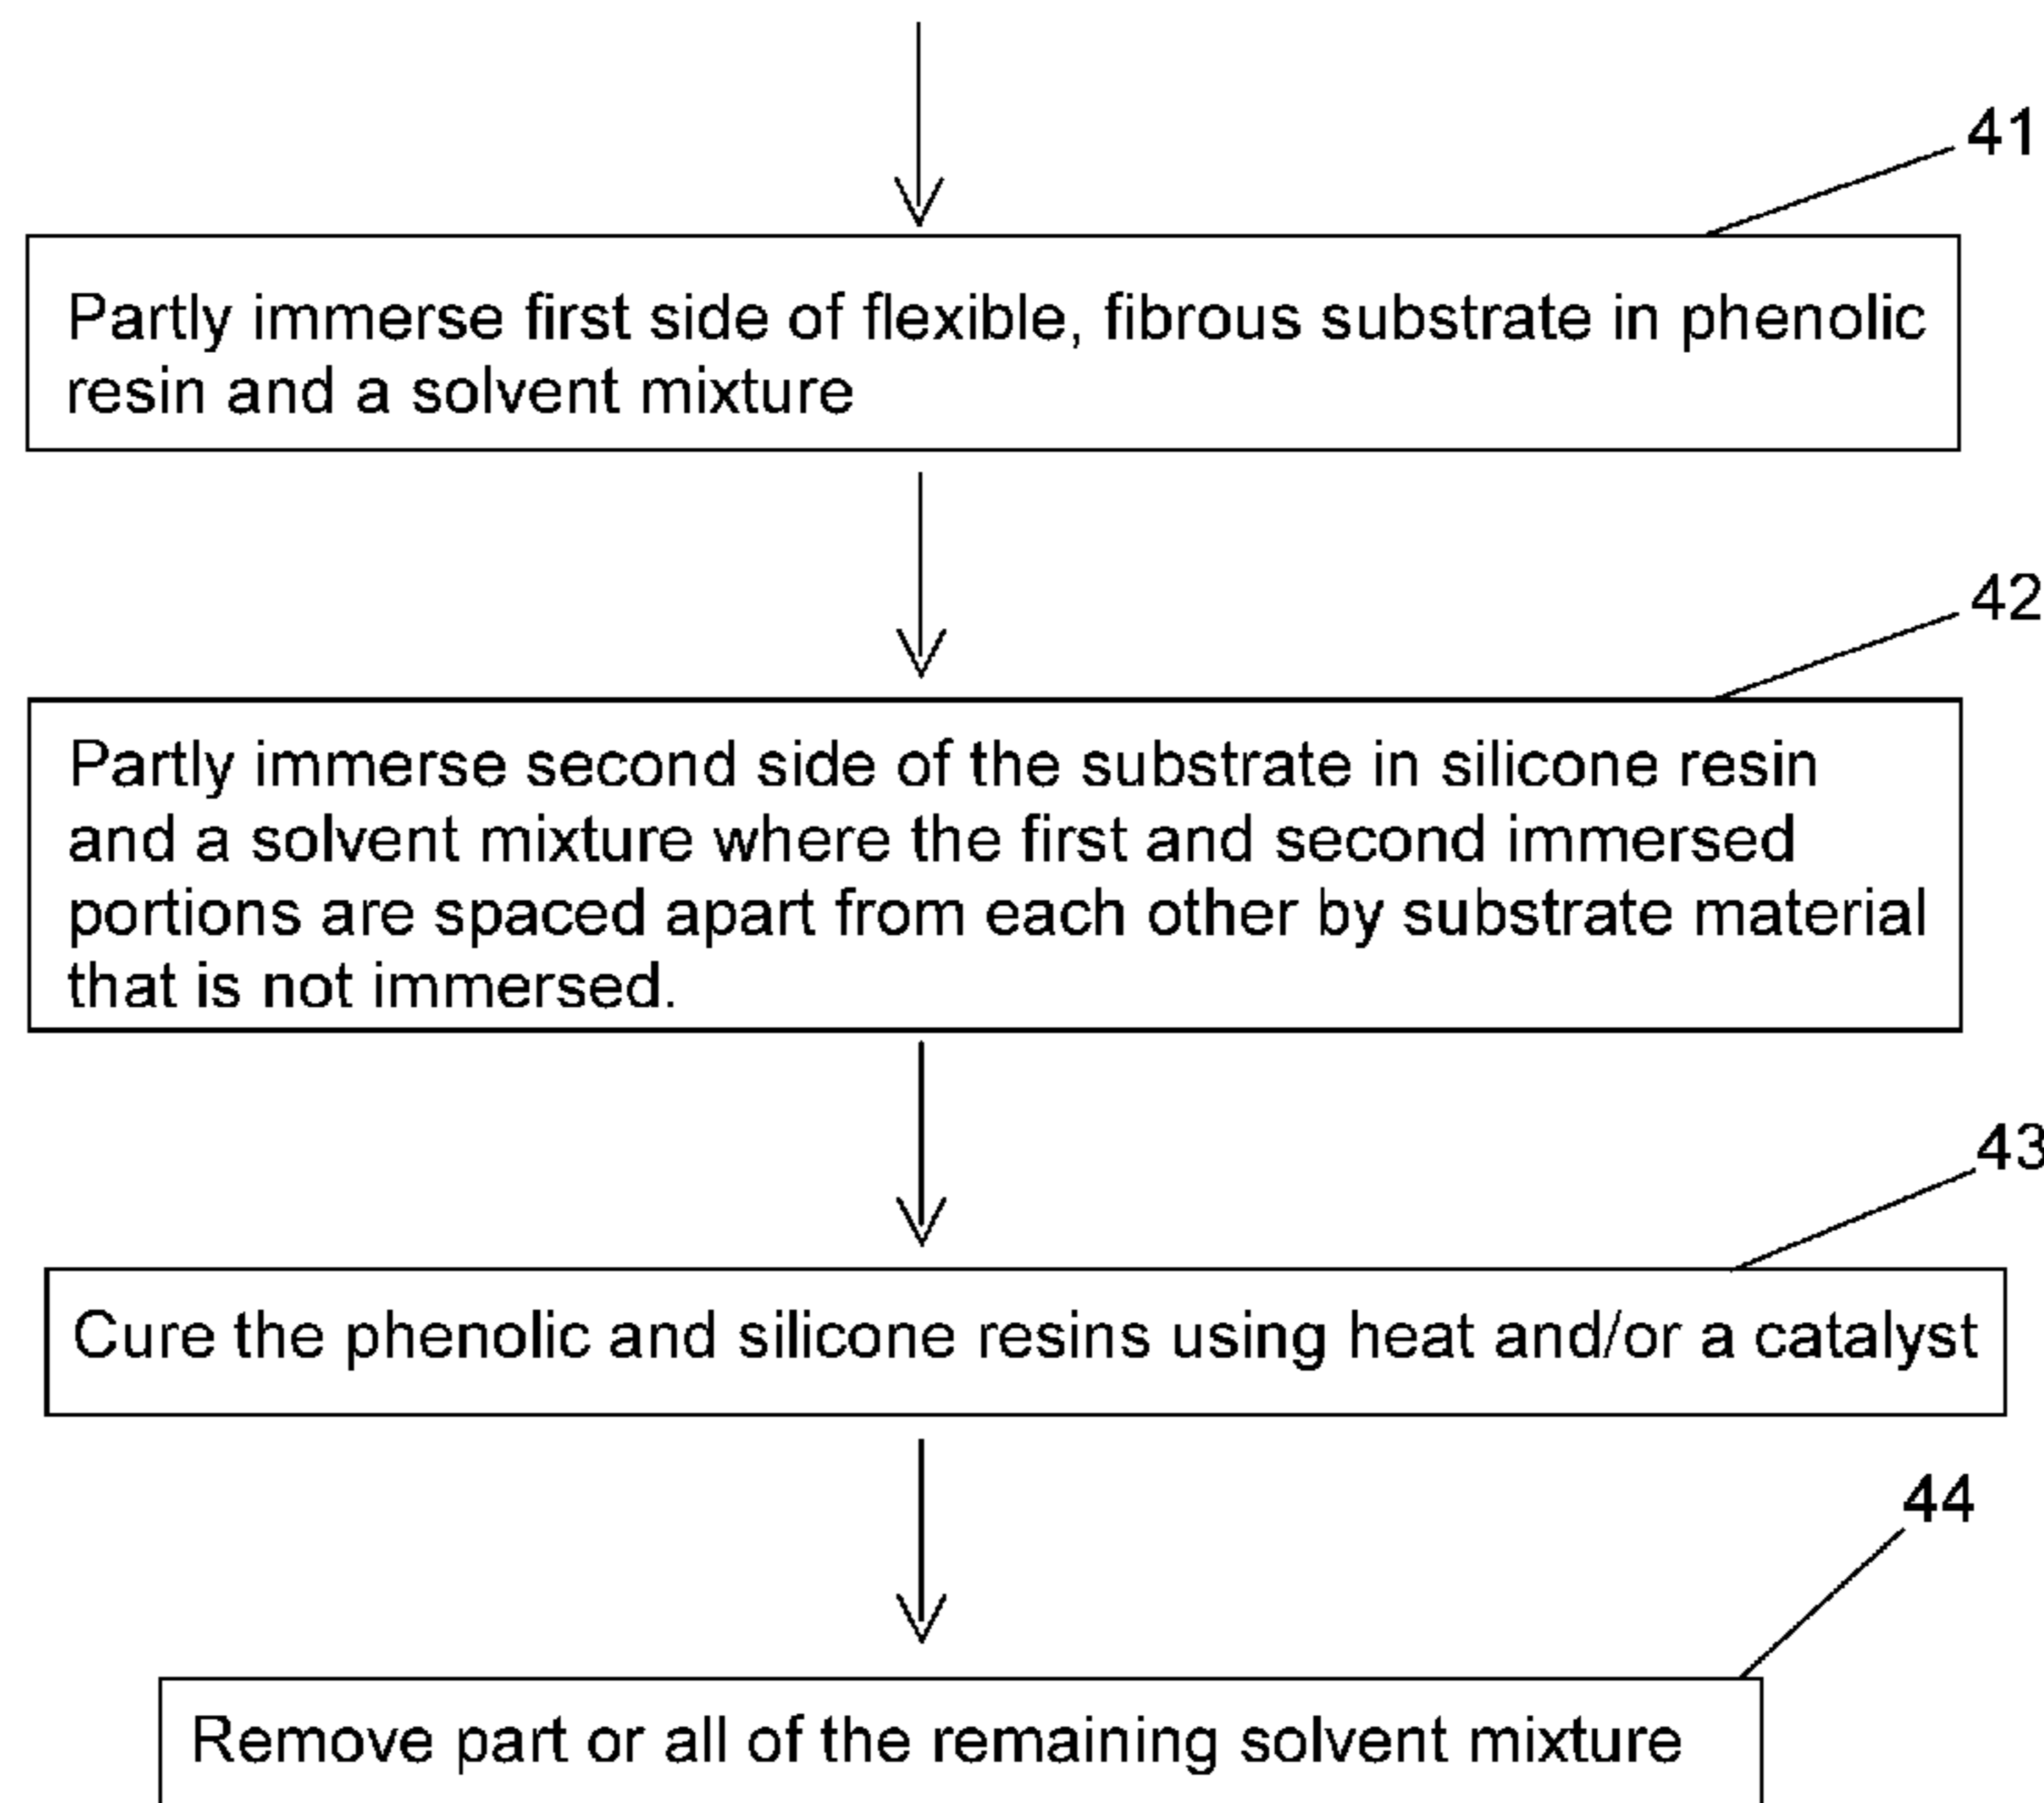 41
Partly immerse first side of flexible, fibrous substrate in phenolic
resin and a solvent mixture
42
Partly immerse second side of the substrate in silicone resin
and a solvent mixture where the first and second immersed
portions are spaced apart from each other by substrate material
that is not immersed.
43
Cure the phenolic and silicone resins using heat and/or a catalyst
44
Remove part or all of the remaining solvent mixture